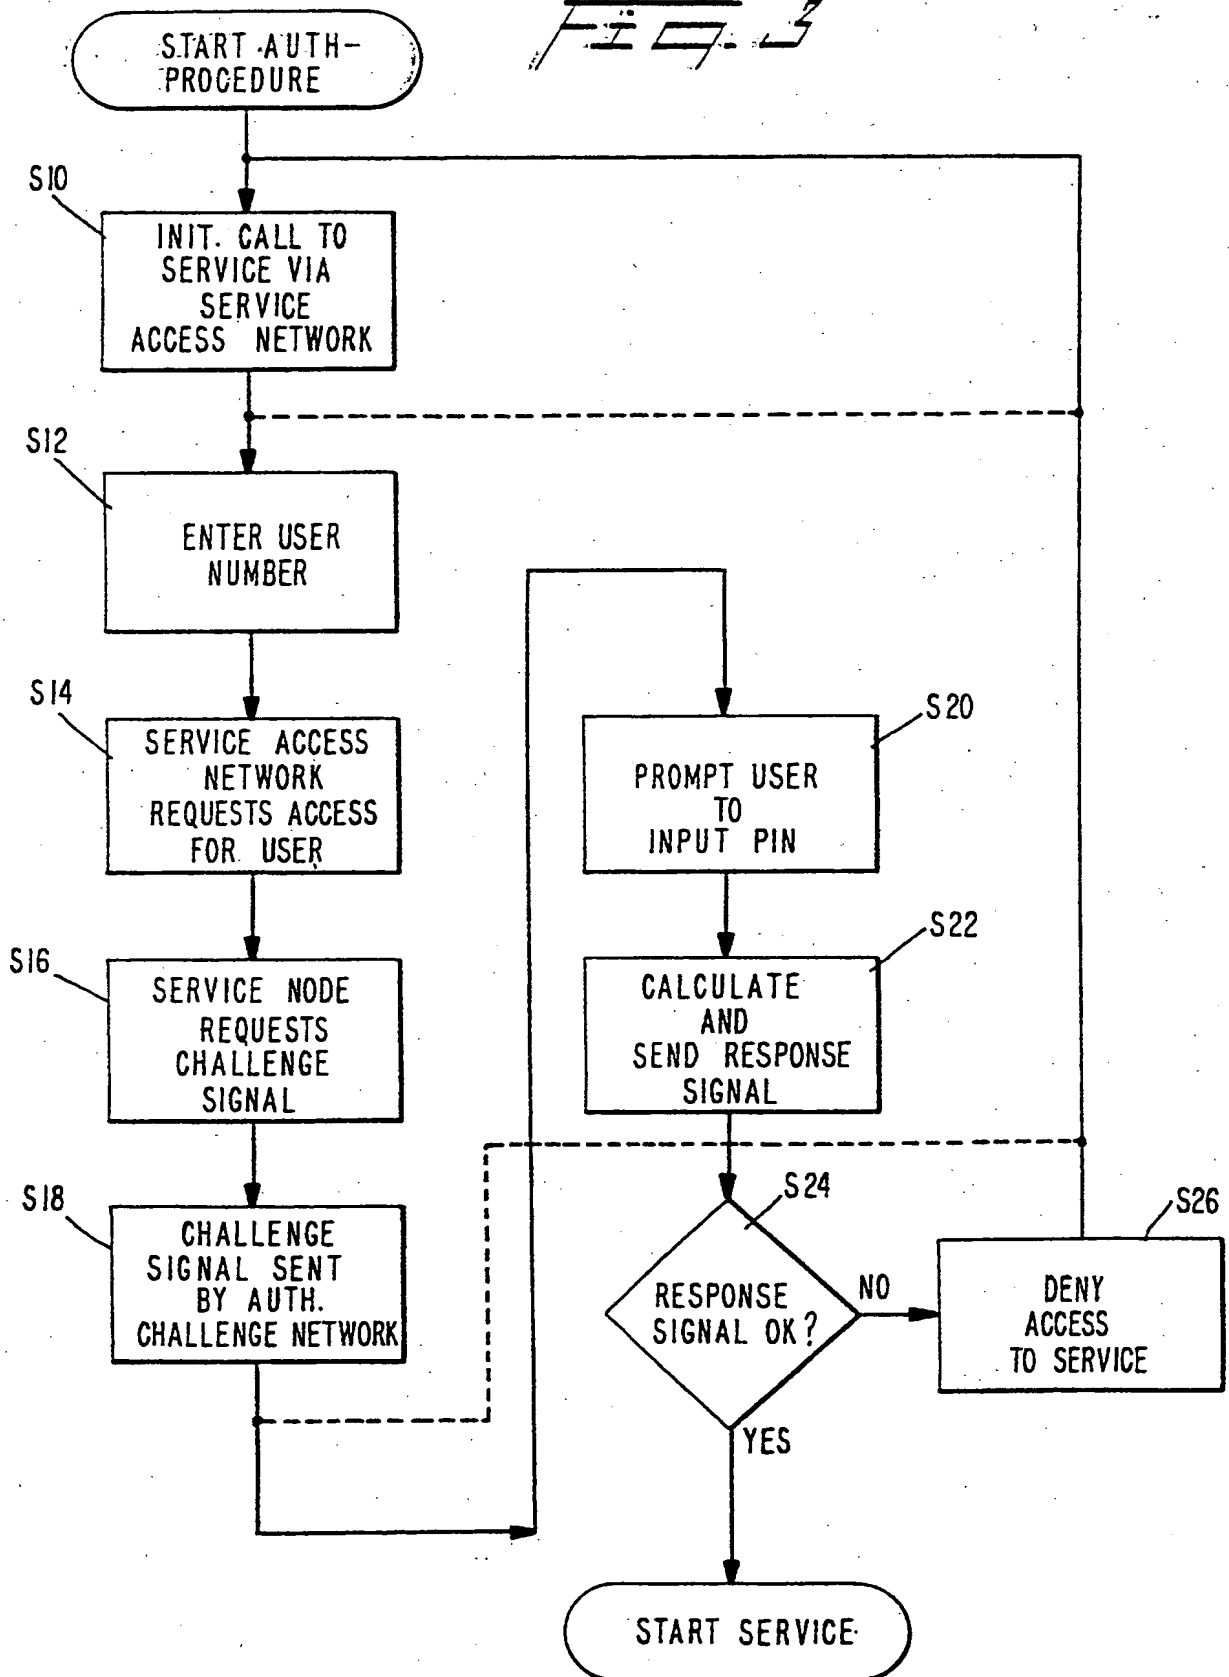 Fig. 3
START AUTH-
PROCEDURE
S10
INIT. CALL TO
SERVICE VIA
SERVICE
ACCESS NETWORK
S12
ENTER USER
NUMBER
S14
SERVICE ACCESS
NETWORK
REQUESTS ACCESS
FOR USER
S16
SERVICE NODE
REQUESTS
CHALLENGE
SIGNAL
S18
CHALLENGE
SIGNAL SENT
BY AUTH.
CHALLENGE NETWORK
S20
PROMPT USER
TO
INPUT PIN
S22
CALCULATE
AND
SEND RESPONSE
SIGNAL
S24
RESPONSE
SIGNAL OK?
NO
YES
S26
DENY
ACCESS
TO SERVICE
START SERVICE